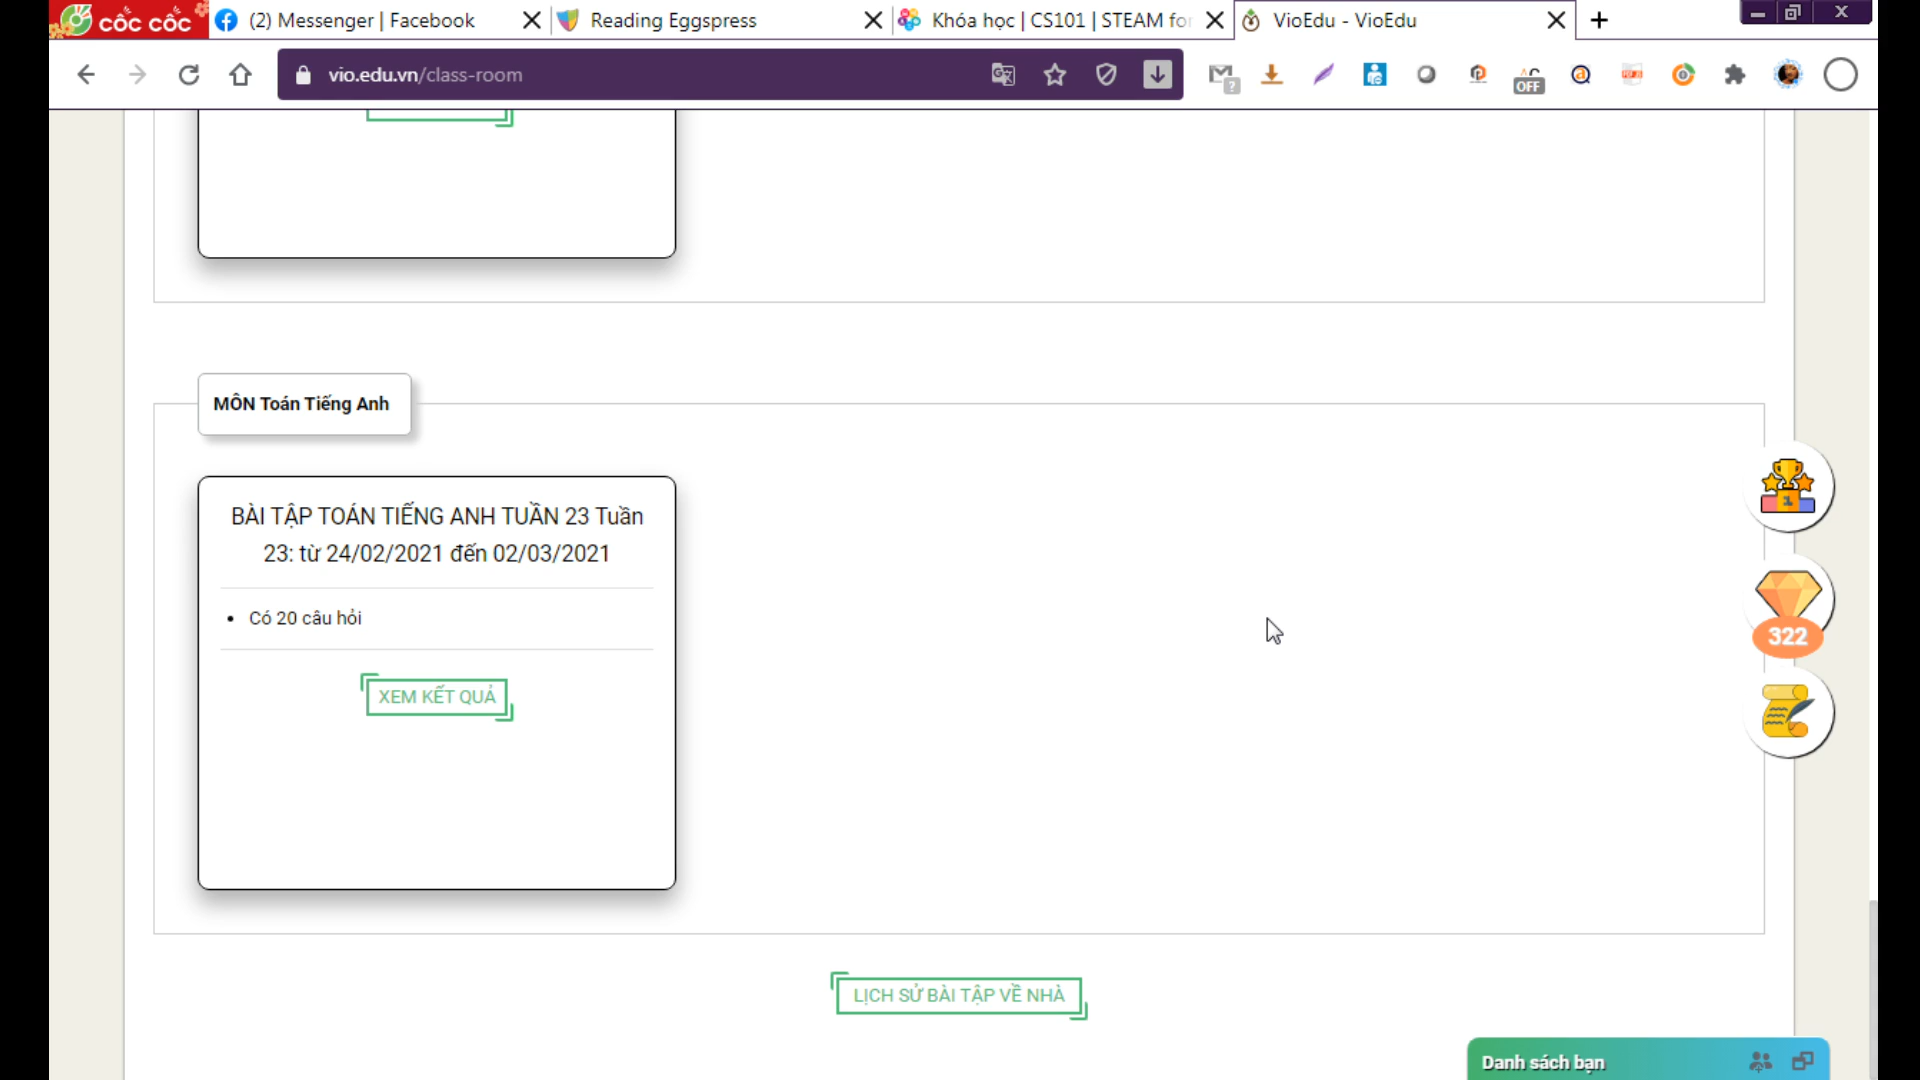 cốc cốc
(2) Messenger | Facebook
Reading Eggspress
Khóa học | CS101 | STEAM for
VioEdu - VioEdu
vio.edu.vn/class-room
OFF
MÔN Toán Tiếng Anh
BÀI TẬP TOÁN TIẾNG ANH TUẦN 23 Tuần
23: từ 24/02/2021 đến 02/03/2021
Có 20 câu hỏi
XEM KẾT QUẢ
1
322
LỊCH SỬ BÀI TẬP VỀ NHÀ
Danh sách bạn